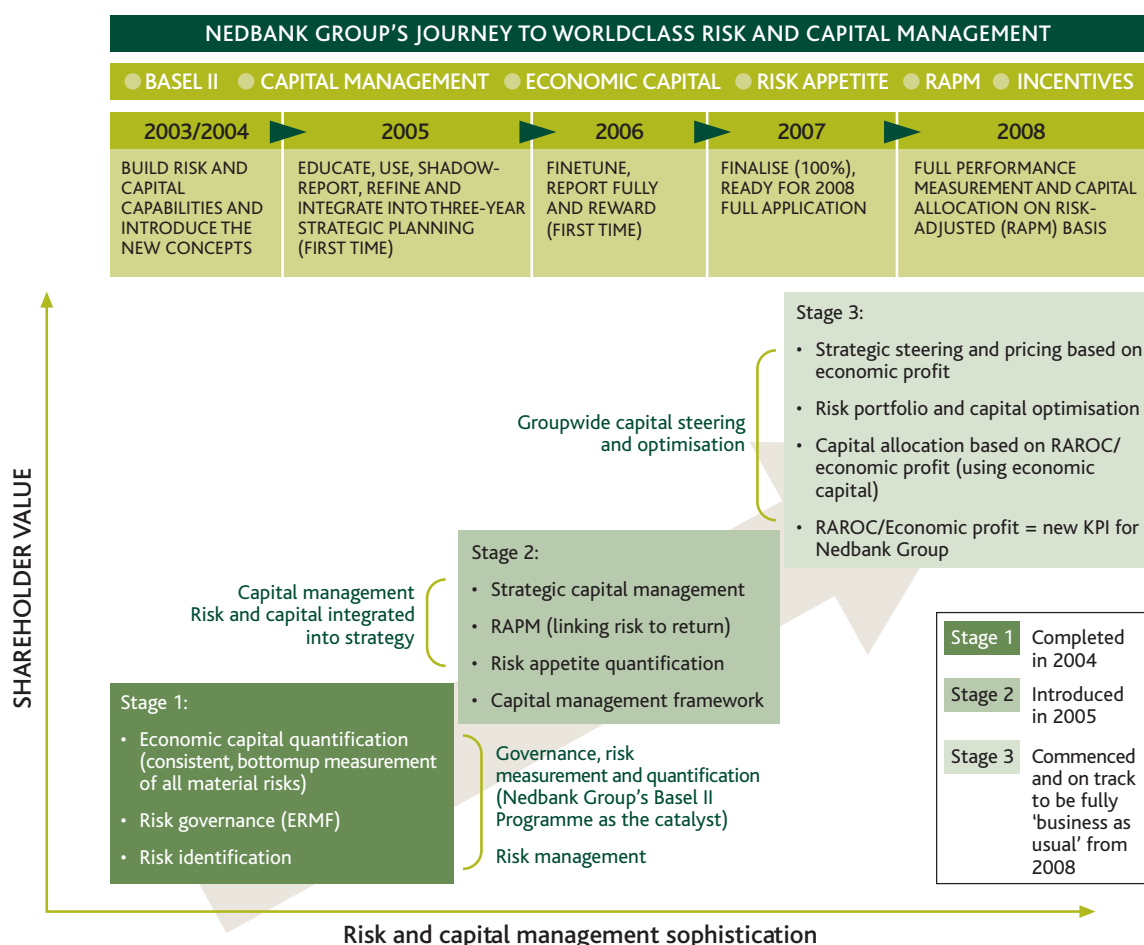 NEDBANK GROUP'S JOURNEY TO WORLDCLASS RISK AND CAPITAL MANAGEMENT
BASEL II CAPITAL MANAGEMENT ECONOMIC CAPITAL RISK APPETITE RAPM INCENTIVES
2003/2004
BUILD RISK AND
CAPITAL
CAPABILITIES AND
INTRODUCE THE
NEW CONCEPTS
2005
EDUCATE, USE, SHADOW-
REPORT, REFINE AND
INTEGRATE INTO THREE-YEAR
STRATEGIC PLANNING
(FIRST TIME)
2006
FINETUNE,
REPORT FULLY
AND REWARD
(FIRST TIME)
2007
FINALISE (100%),
READY FOR 2008
FULL APPLICATION
2008
FULL PERFORMANCE
MEASUREMENT AND CAPITAL
ALLOCATION ON RISK-
ADJUSTED (RAPM) BASIS
SHAREHOLDER VALUE
Stage 3:
• Strategic steering and pricing based on
economic profit
• Risk portfolio and capital optimisation
• Capital allocation based on RAROC/
economic profit (using economic
capital)
• RAROC/Economic profit = new KPI for
Nedbank Group
Groupwide capital steering
and optimisation
Stage 2:
• Strategic capital management
• RAPM (linking risk to return)
• Risk appetite quantification
• Capital management framework
Capital management
Risk and capital integrated
into strategy
Stage 1:
• Economic capital quantification
(consistent, bottomup measurement
of all material risks)
• Risk governance (ERMF)
• Risk identification
Governance, risk
measurement and quantification
(Nedbank Group's Basel II
Programme as the catalyst)
Risk management
Stage 1 Completed
in 2004
Stage 2 Introduced
in 2005
Stage 3 Commenced
and on track
to be fully
'business as
usual' from
2008
Risk and capital management sophistication